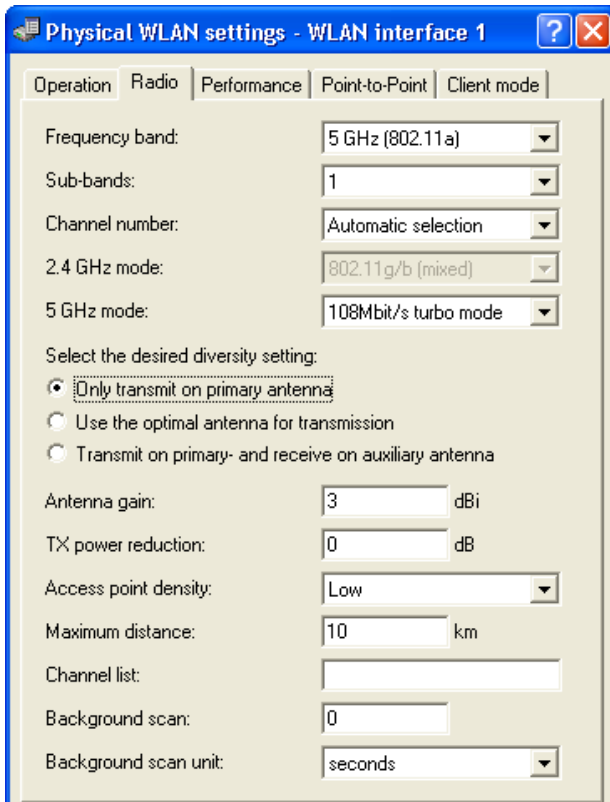 Physical WLAN settings - WLAN interface 1
Operation Radio Performance Point-to-Point Client mode
Frequency band: 5 GHz (802.11a)
Sub-bands: 1
Channel number: Automatic selection
2.4 GHz mode: 802.11g/b (mixed)
5 GHz mode: 108Mbit/s turbo mode
Select the desired diversity setting:
Only transmit on primary antenna
Use the optimal antenna for transmission
Transmit on primary- and receive on auxiliary antenna
Antenna gain: 3 dBi
TX power reduction: 0 dB
Access point density: Low
Maximum distance: 10 km
Channel list:
Background scan: 0
Background scan unit: seconds